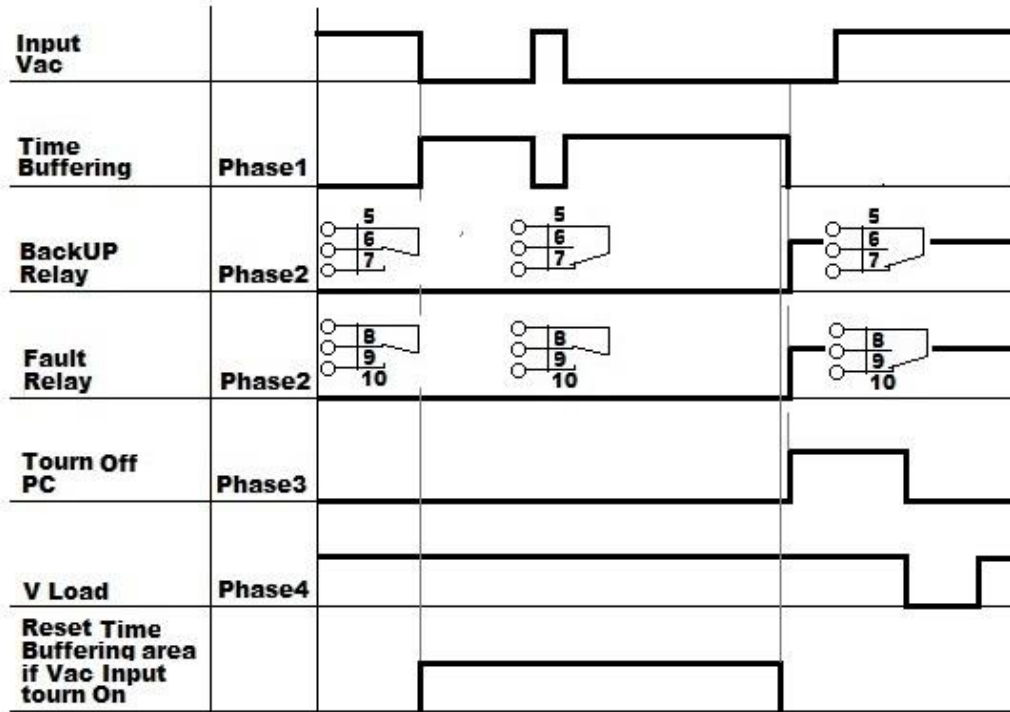 Input
Vac
Time
Buffering
Phase1
BackUP
Relay
Phase2
5
6
7
5
6
7
5
6
7
Fault
Relay
Phase2
8
9
10
8
9
10
8
9
10
Tourn Off
PC
Phase3
V Load
Phase4
Reset Time
Buffering area
if Vac Input
tourn On